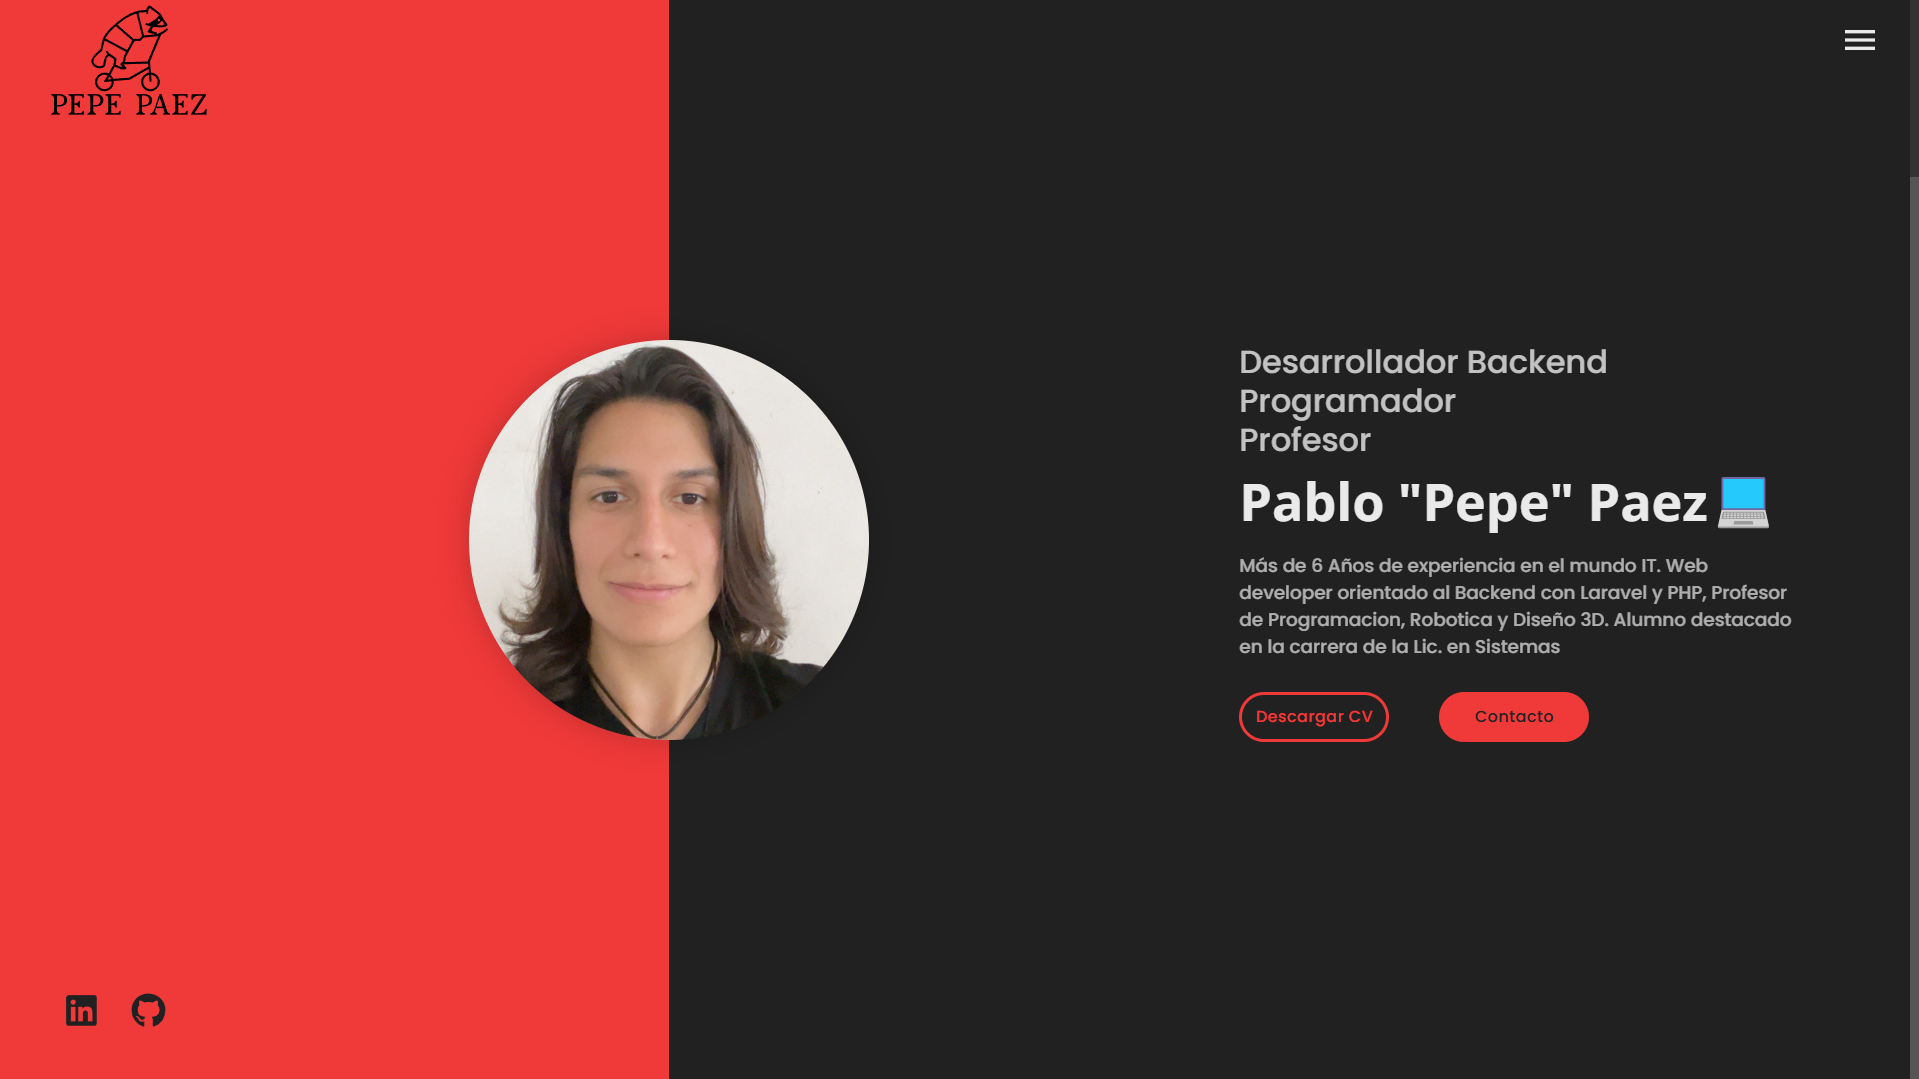 PEPE PAEZ
Desarrollador Backend
Programador
Profesor
Pablo "Pepe" Paez
Más de 6 Años de experiencia en el mundo IT. Web
developer orientado al Backend con Laravel y PHP, Profesor
de Programacion, Robotica y Diseño 3D. Alumno destacado
en la carrera de la Lic. en Sistemas
Descargar CV
Contacto
in